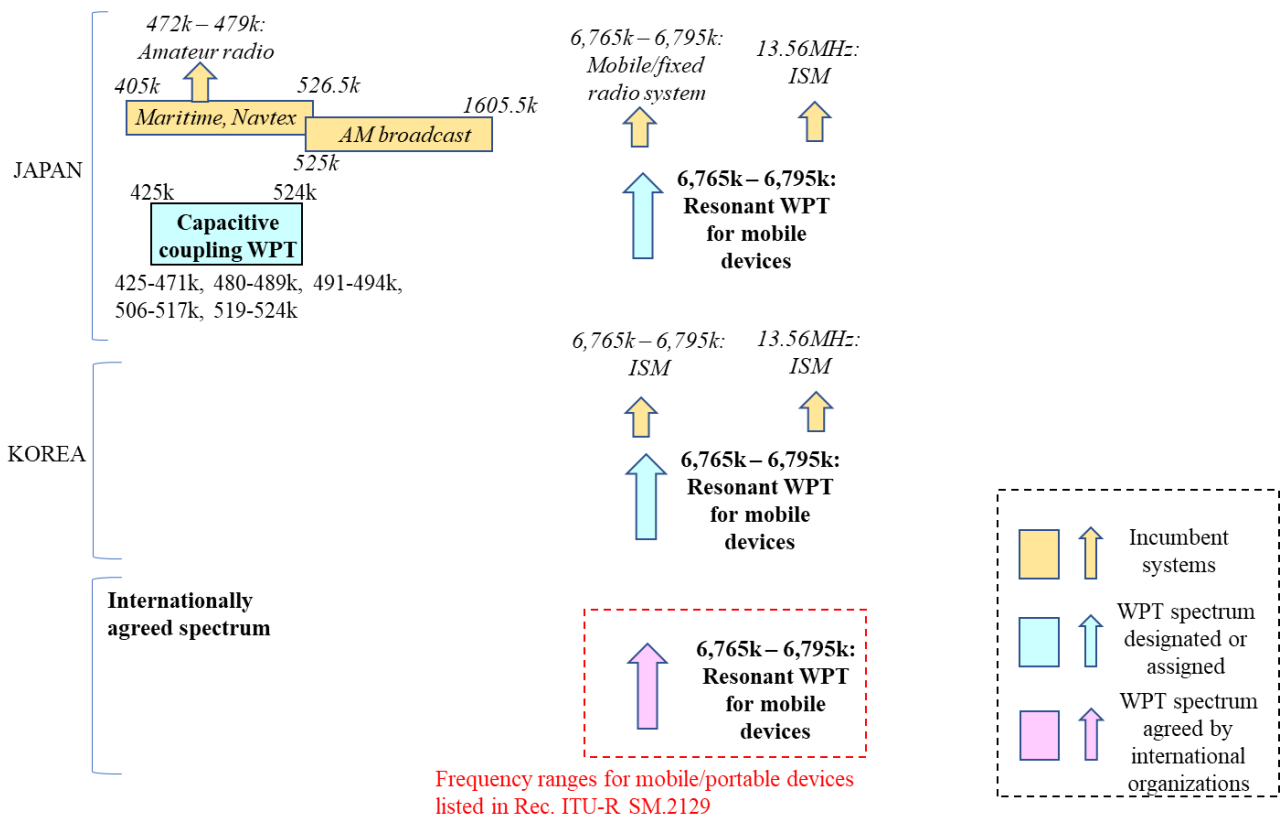 472k – 479k:
Amateur radio
405k
526.5k
1605.5k
Maritime, Navtex
AM broadcast
525k
6,765k – 6,795k:
Mobile/fixed
radio system
13.56MHz:
ISM
JAPAN
425k
524k
Capacitive
coupling WPT
425-471k, 480-489k, 491-494k,
506-517k, 519-524k
6,765k – 6,795k:
Resonant WPT
for mobile
devices
6,765k – 6,795k:
ISM
13.56MHz:
ISM
KOREA
6,765k – 6,795k:
Resonant WPT
for mobile
devices
Internationally
agreed spectrum
6,765k – 6,795k:
Resonant WPT
for mobile
devices
Frequency ranges for mobile/portable devices
listed in Rec. ITU-R SM.2129
Incumbent
systems
WPT spectrum
designated or
assigned
WPT spectrum
agreed by
international
organizations